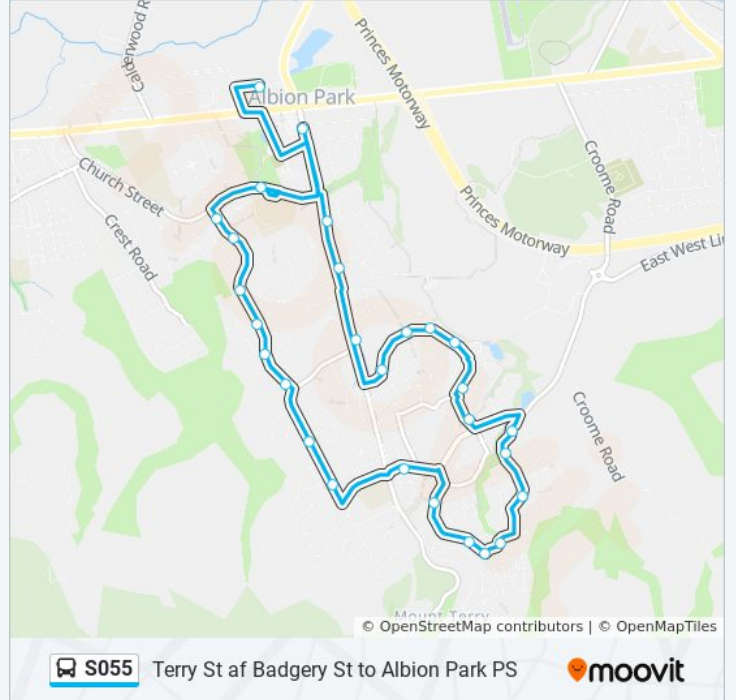 Calderwood R
Princes Motorway
Albion Park
Church Street
Croome Road
Crest Road
Princes Motorway
East West Li
Croome Road
Mount Terry
© OpenStreetMap contributors | © OpenMapTiles
S055 Terry St af Badgery St to Albion Park PS
moovit